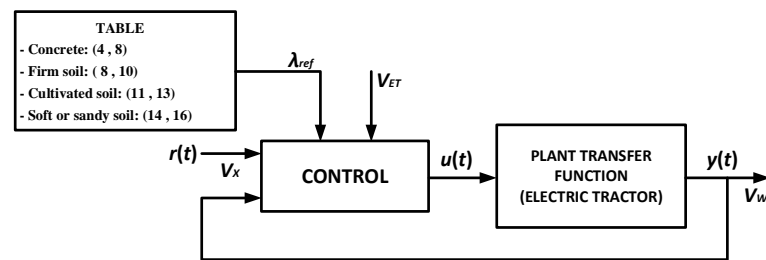 TABLE
- Concrete: (4 , 8)
- Firm soil: ( 8 , 10)
- Cultivated soil: (11 , 13)
- Soft or sandy soil: (14 , 16)
λref
VET
r(t)
VX
CONTROL
u(t)
PLANT TRANSFER
FUNCTION
(ELECTRIC TRACTOR)
y(t)
VW